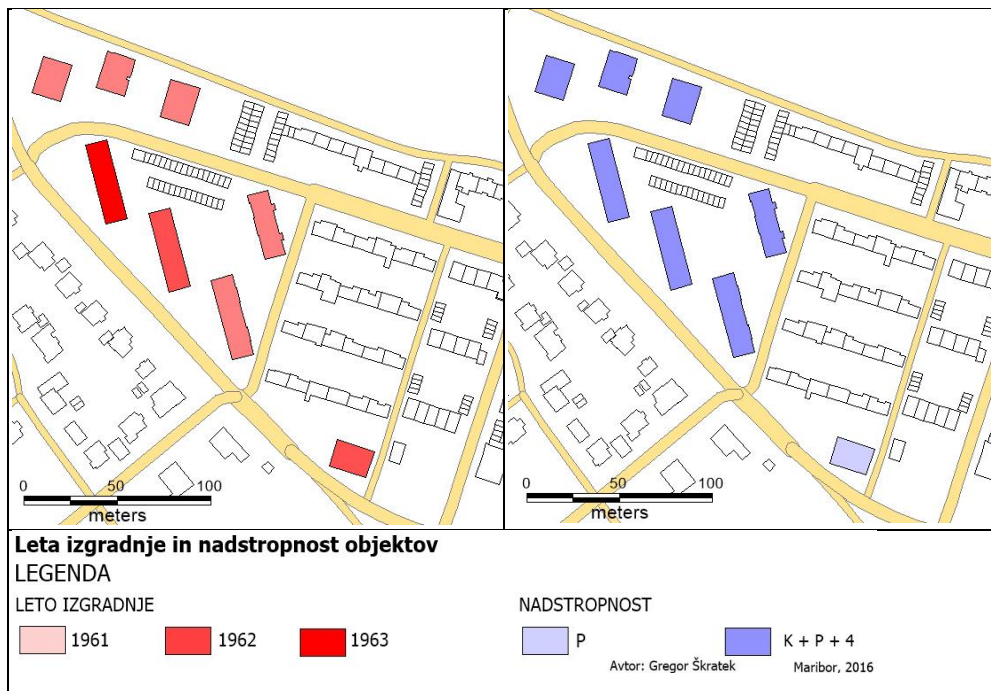 0 50 100
meters
0 50 100
meters
Leta izgradnje in nadstropnost objektov
LEGENDA
LETO IZGRADNJE
1961 1962 1963
NADSTROPNOST
P K + P + 4
Avtor: Gregor Škratek Maribor, 2016